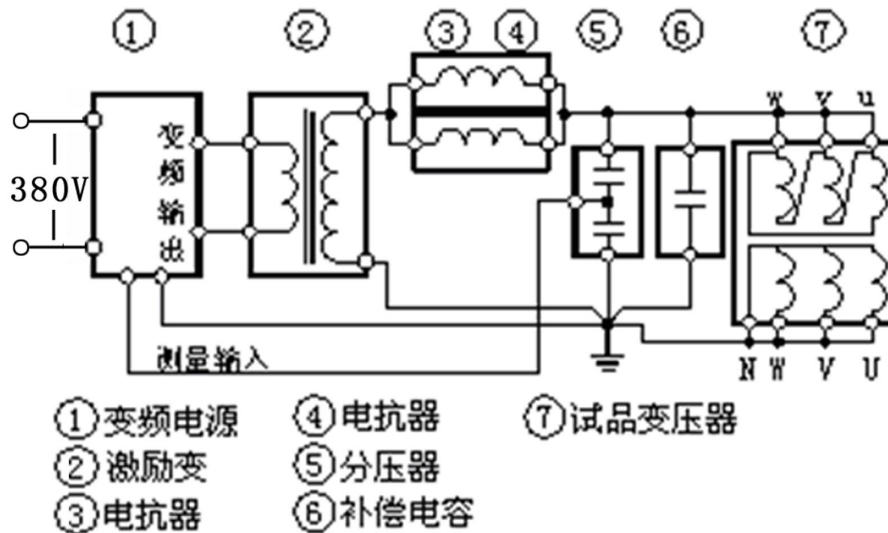 ① ② ③ ④ ⑤ ⑥ ⑦
w v u
变频输出
380V
测量输入
N W V U
①变频电源 ④电抗器 ⑦试品变压器
②激励变 ⑤分压器
③电抗器 ⑥补偿电容